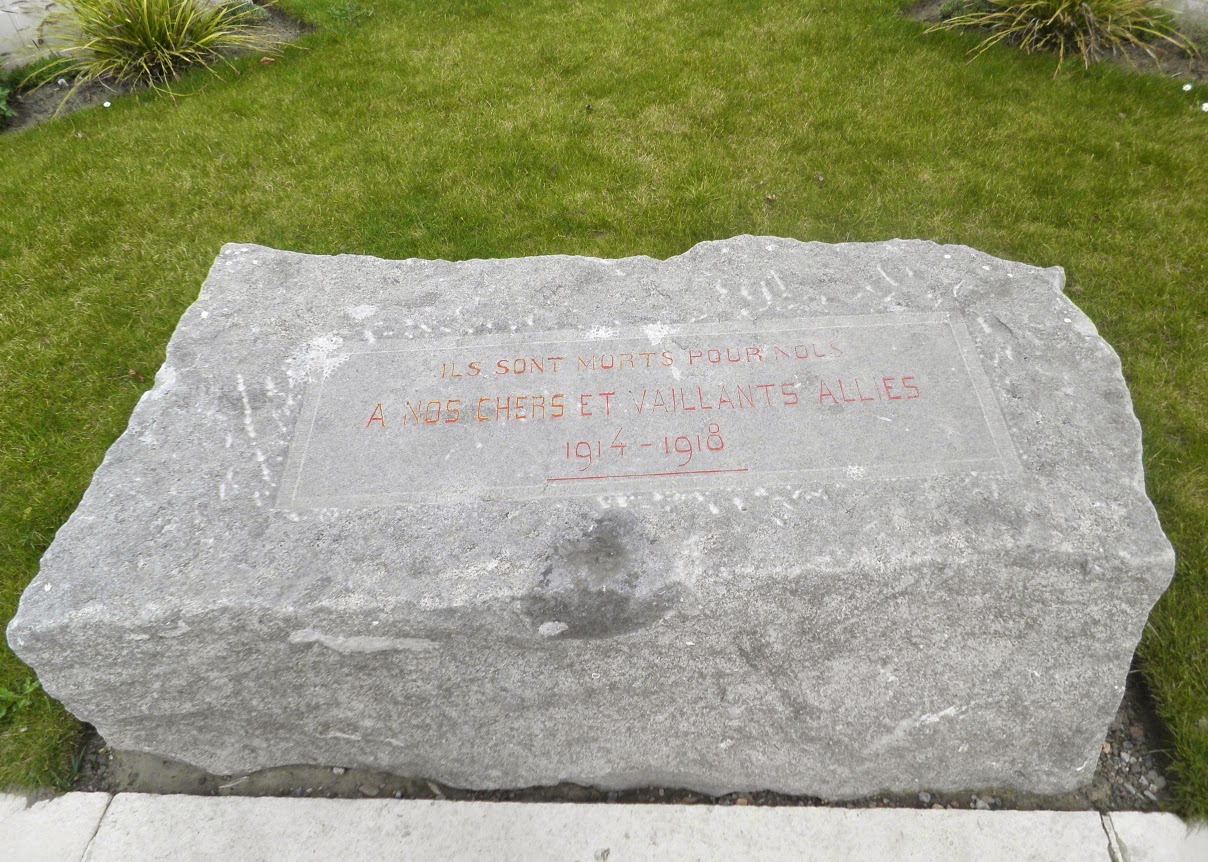 ILS SONT MORTS POUR NOUS
A NOS CHERS ET VAILLANTS ALLIES
1914-1918